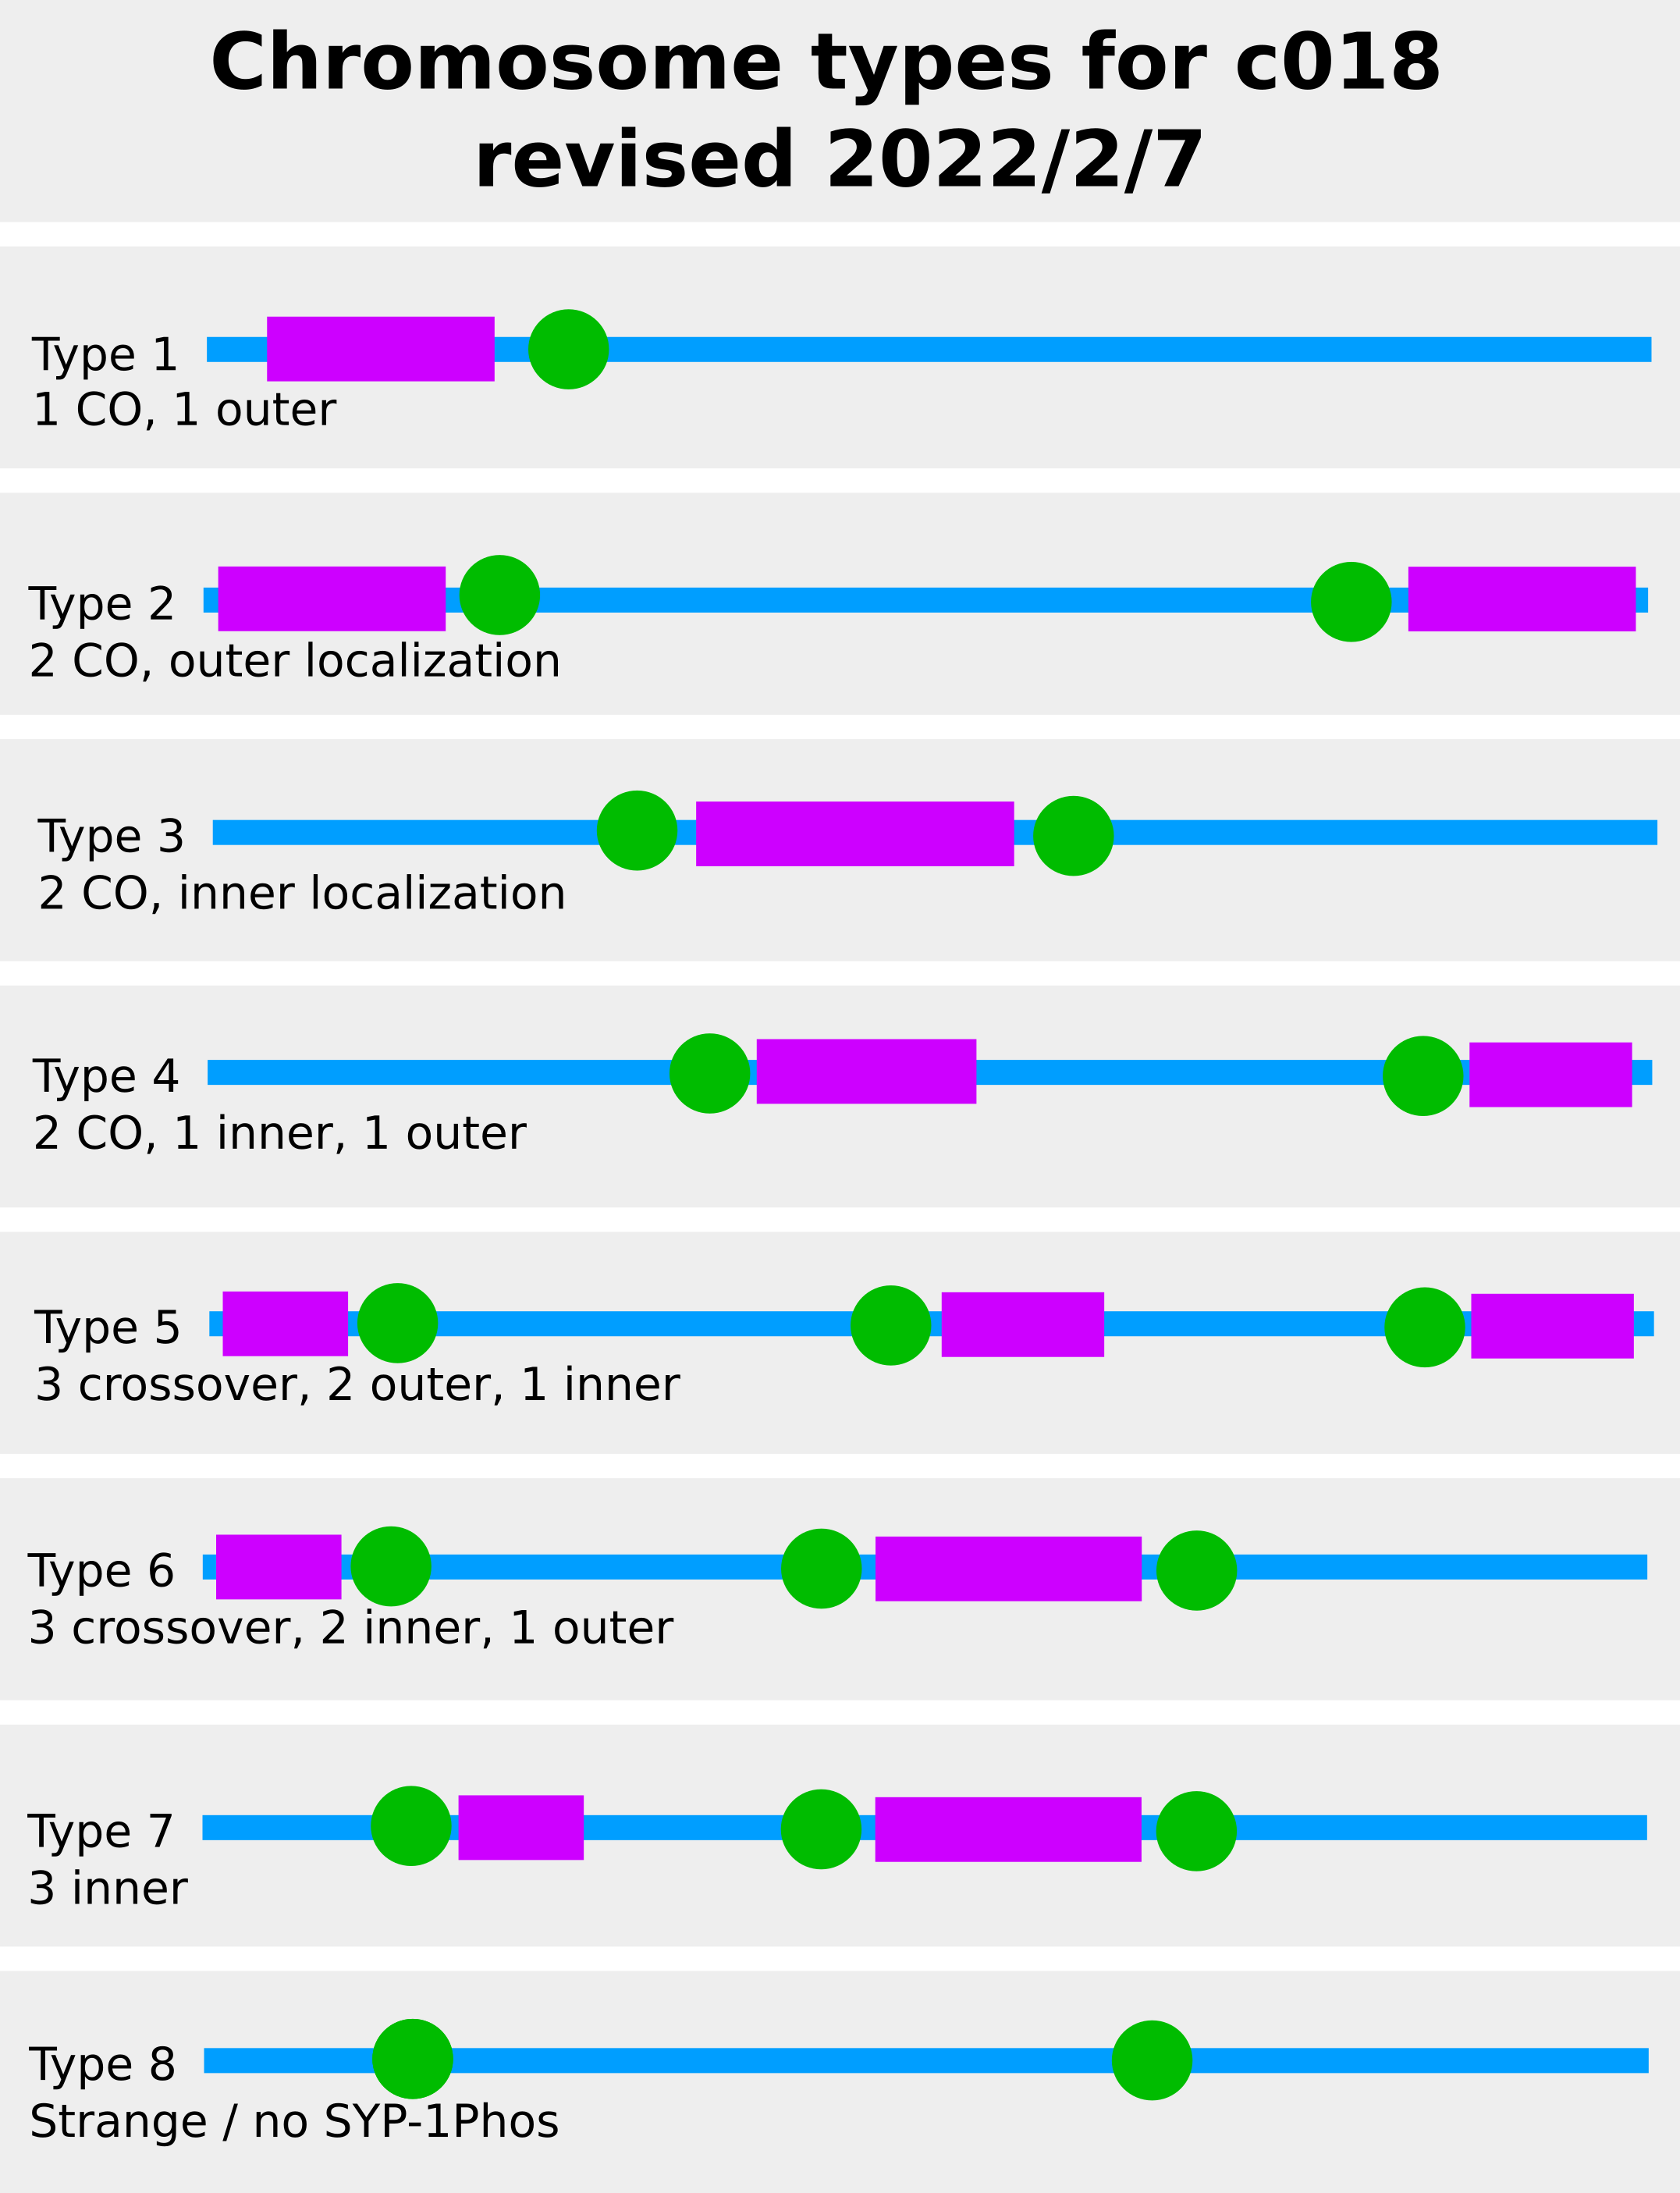 Chromosome types for c018
revised 2022/2/7
Type 1
1 CO, 1 outer
Type 2
2 CO, outer localization
Type 3
2 CO, inner localization
Type 4
2 CO, 1 inner, 1 outer
Type 5
3 crossover, 2 outer, 1 inner
Type 6
3 crossover, 2 inner, 1 outer
Type 7
3 inner
Type 8
Strange / no SYP-1Phos